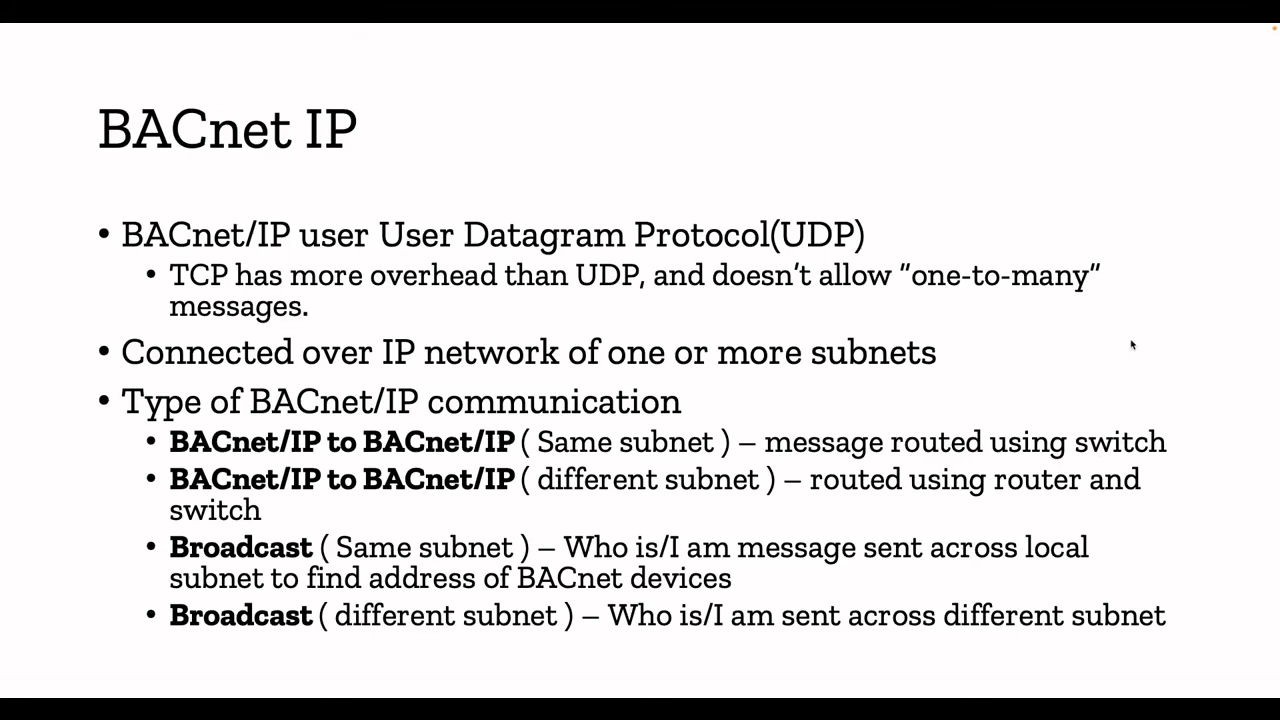 BACnet IP
• BACnet/IP user User Datagram Protocol(UDP)
• TCP has more overhead than UDP, and doesn’t allow “one-to-many”
messages.
• Connected over IP network of one or more subnets
• Type of BACnet/IP communication
• BACnet/IP to BACnet/IP ( Same subnet ) – message routed using switch
• BACnet/IP to BACnet/IP ( different subnet ) – routed using router and
switch
• Broadcast ( Same subnet ) – Who is/I am message sent across local
subnet to find address of BACnet devices
• Broadcast ( different subnet ) – Who is/I am sent across different subnet